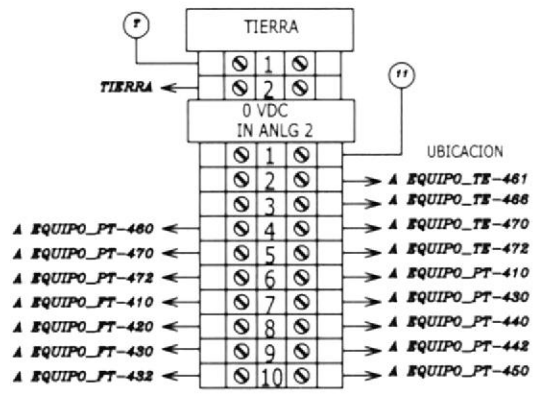 T
TIERRA
11
1
TIERRA
2
0 VDC
IN ANLG 2
1
UBICACION
2 A EQUIPO_TE-461
3 A EQUIPO_TE-466
A EQUIPO_PT-460 4 A EQUIPO_TE-470
A EQUIPO_PT-470 5 A EQUIPO_TE-472
A EQUIPO_PT-472 6 A EQUIPO_PT-410
A EQUIPO_FT-410 7 A EQUIPO_PT-430
A EQUIPO_FT-420 8 A EQUIPO_PT-440
A EQUIPO_FT-430 9 A EQUIPO_PT-442
A EQUIPO_FT-432 10 A EQUIPO_PT-450